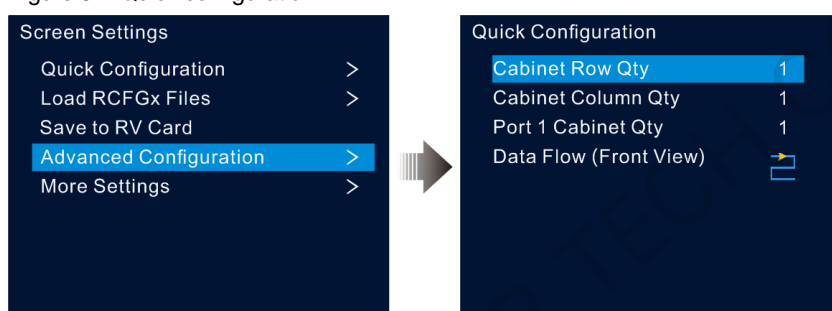 Screen Settings
Quick Configuration >
Load RCFGx Files >
Save to RV Card
Advanced Configuration >
More Settings >
Quick Configuration
Cabinet Row Qty 1
Cabinet Column Qty 1
Port 1 Cabinet Qty 1
Data Flow (Front View)